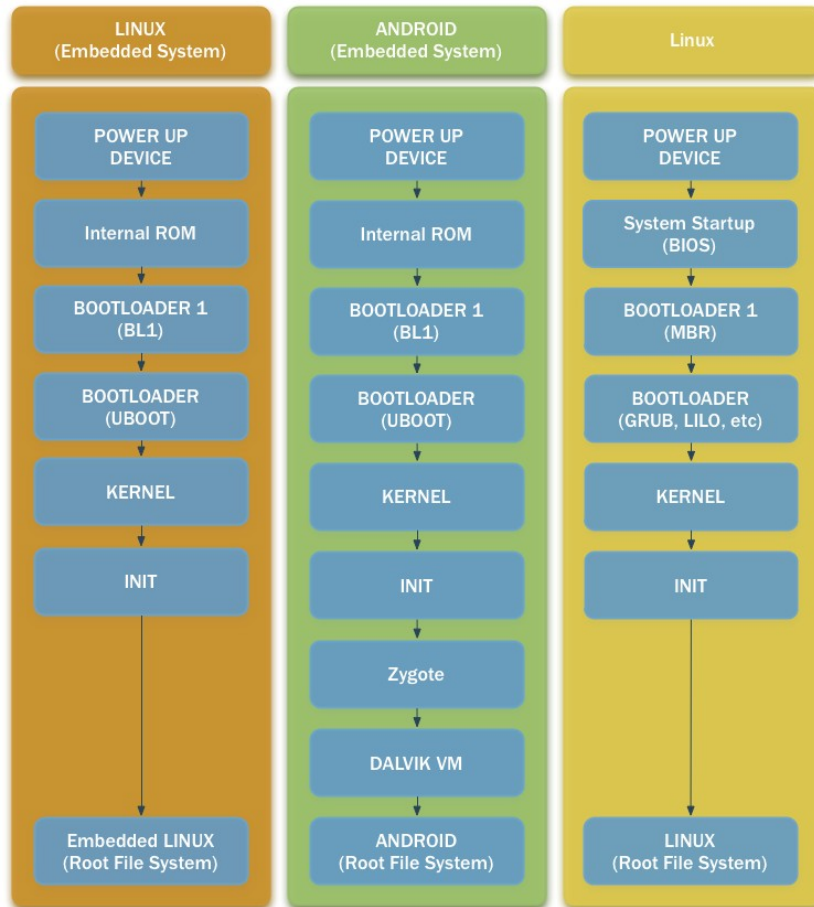 LINUX
(Embedded System)
ANDROID
(Embedded System)
Linux
POWER UP
DEVICE
Internal ROM
BOOTLOADER 1
(BL1)
BOOTLOADER
(UBOOT)
KERNEL
INIT
Embedded LINUX
(Root File System)
POWER UP
DEVICE
Internal ROM
BOOTLOADER 1
(BL1)
BOOTLOADER
(UBOOT)
KERNEL
INIT
Zygote
DALVIK VM
ANDROID
(Root File System)
POWER UP
DEVICE
System Startup
(BIOS)
BOOTLOADER 1
(MBR)
BOOTLOADER
(GRUB, LILO, etc)
KERNEL
INIT
LINUX
(Root File System)